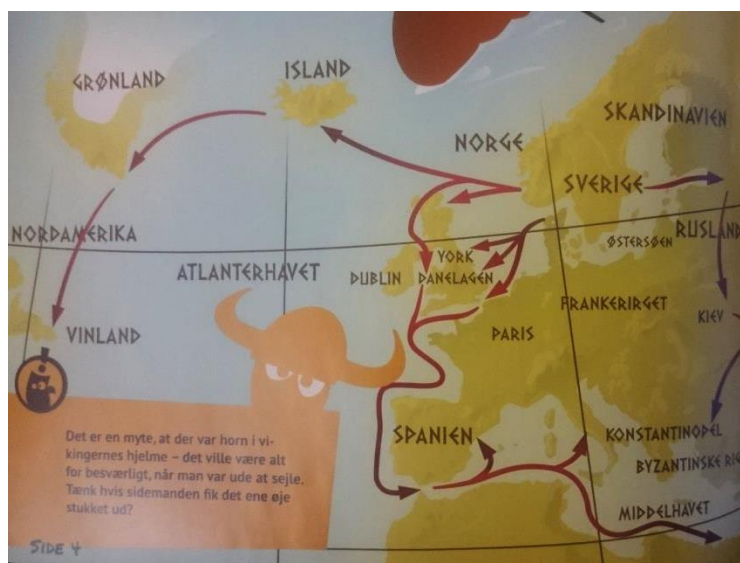 GRØNLAND
ISLAND
SKANDINAVIEN
NORGE
SVERIGE
NORDAMERIKA
RUSLAND
ØSTERSØEN
YORK
ATLANTERHAVET
DUBLIN
DANELAGEN
FRANKERIRGET
KIEV
VINLAND
PARIS
SPANIEN
KONSTANTINOPEL
BYZANTINSKE RIG
MIDDELHAVET
Det er en myte, at der var horn i vi-
kingernes hjelme – det ville være alt
for besværligt, når man var ude at sejle.
Tænk hvis sidemanden fik det ene øje
stukket ud?
SIDE 4